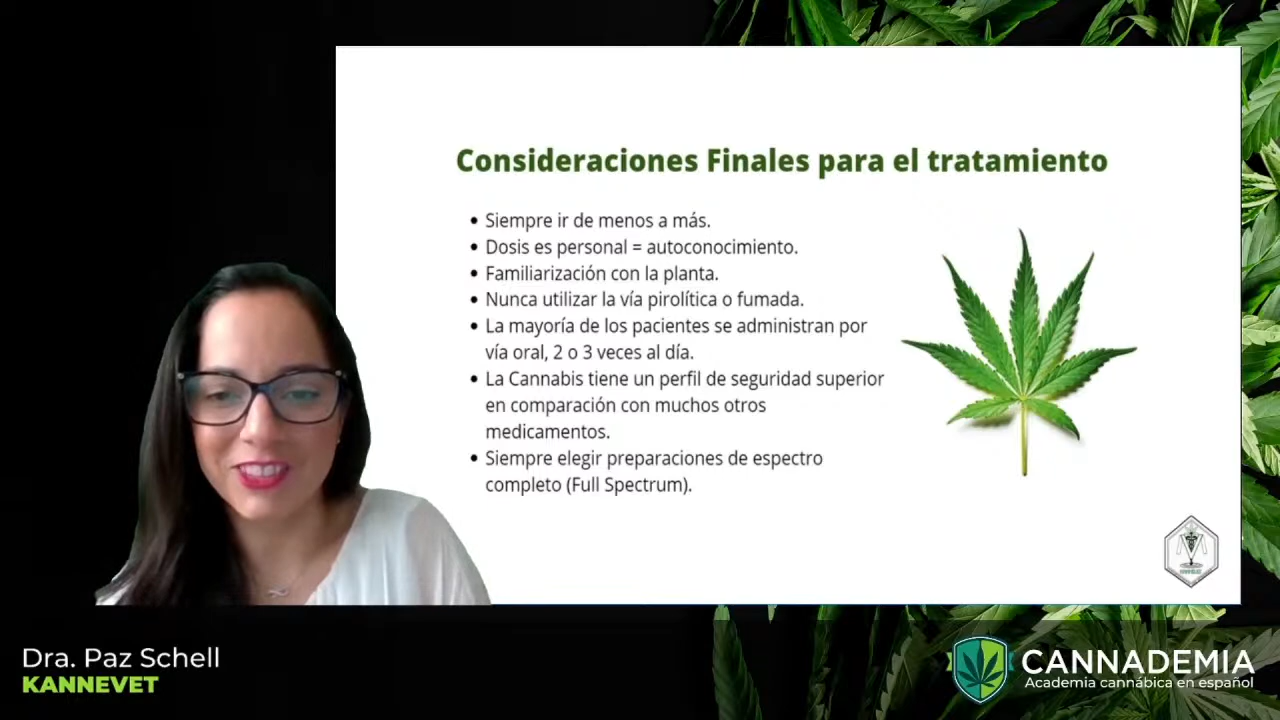 Consideraciones Finales para el tratamiento
• Siempre ir de menos a más.
• Dosis es personal = autoconocimiento.
• Familiarización con la planta.
• Nunca utilizar la vía pirolítica o fumada.
• La mayoría de los pacientes se administran por
vía oral, 2 o 3 veces al día.
• La Cannabis tiene un perfil de seguridad superior
en comparación con muchos otros
medicamentos.
• Siempre elegir preparaciones de espectro
completo (Full Spectrum).
Dra. Paz Schell
KANNEVET
CANNADEMIA
Academia cannábica en español